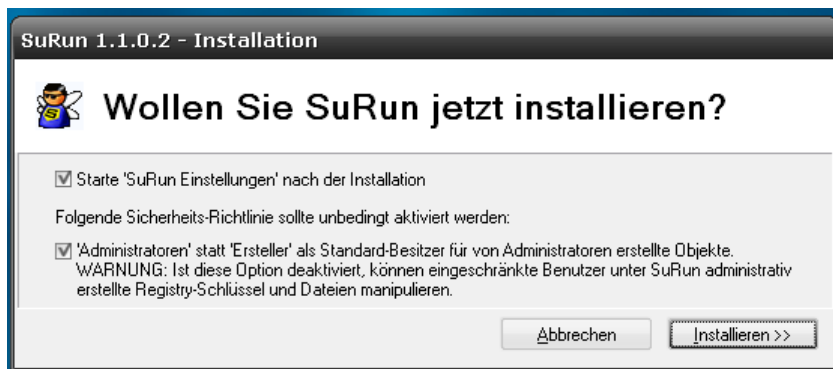 SuRun 1.1.0.2 - Installation
Wollen Sie SuRun jetzt installieren?
Starte 'SuRun Einstellungen' nach der Installation
Folgende Sicherheits-Richtlinie sollte unbedingt aktiviert werden:
'Administratoren' statt 'Ersteller' als Standard-Besitzer für von Administratoren erstellte Objekte.
WARNUNG: Ist diese Option deaktiviert, können eingeschränkte Benutzer unter SuRun administrativ
erstellte Registry-Schlüssel und Dateien manipulieren.
Abbrechen
Installieren >>